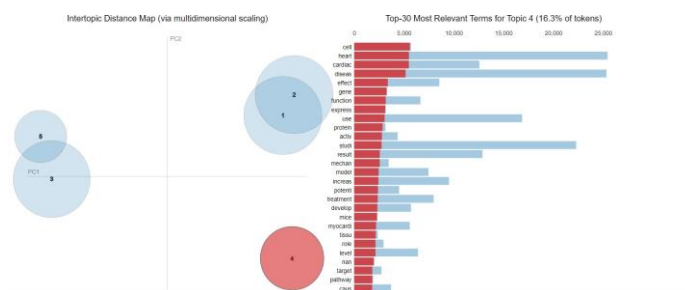 Intertopic Distance Map (via multidimensional scaling)
PC2
2
1
5
PC1
3
4
Top-30 Most Relevant Terms for Topic 4 (16.3% of tokens)
0 5,000 10,000 15,000 20,000 25,000
cell
heart
cardiac
diseas
effect
gene
function
express
use
protein
activ
studi
result
mechan
model
increas
potenti
treatment
develop
mice
myocardi
tissu
role
level
target
pathway
caus